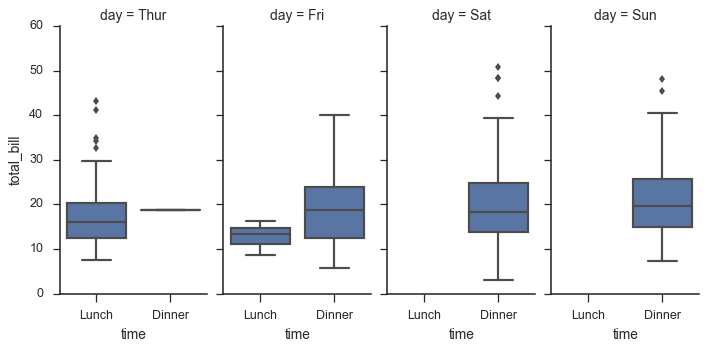 day = Thur
day = Fri
day = Sat
day = Sun
total_bill
60
50
40
30
20
10
0
Lunch
Dinner
Lunch
Dinner
Lunch
Dinner
Lunch
Dinner
time
time
time
time